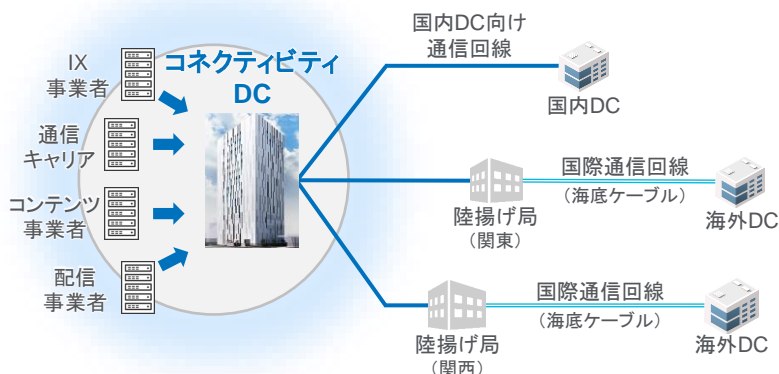 IX
事業者
通信
キャリア
コンテンツ
事業者
配信
事業者
コネクティビティ
DC
国内DC向け
通信回線
国内DC
陸揚げ局
（関東）
国際通信回線
（海底ケーブル）
海外DC
陸揚げ局
（関西）
国際通信回線
（海底ケーブル）
海外DC